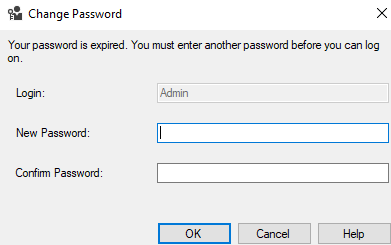 Change Password
Your password is expired. You must enter another password before you can log
on.
Login: Admin
New Password:
Confirm Password:
OK Cancel Help